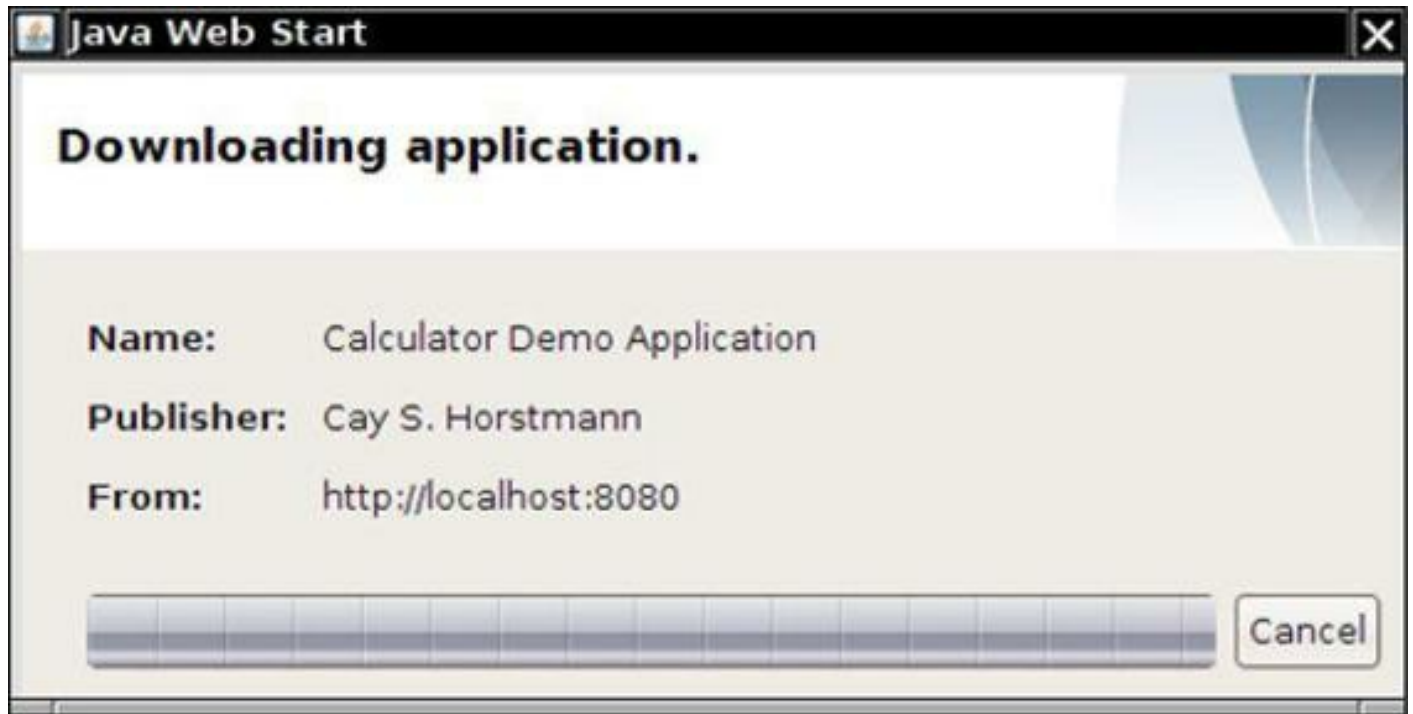 Java Web Start
Downloading application.
Name: Calculator Demo Application
Publisher: Cay S. Horstmann
From: http://localhost:8080
Cancel